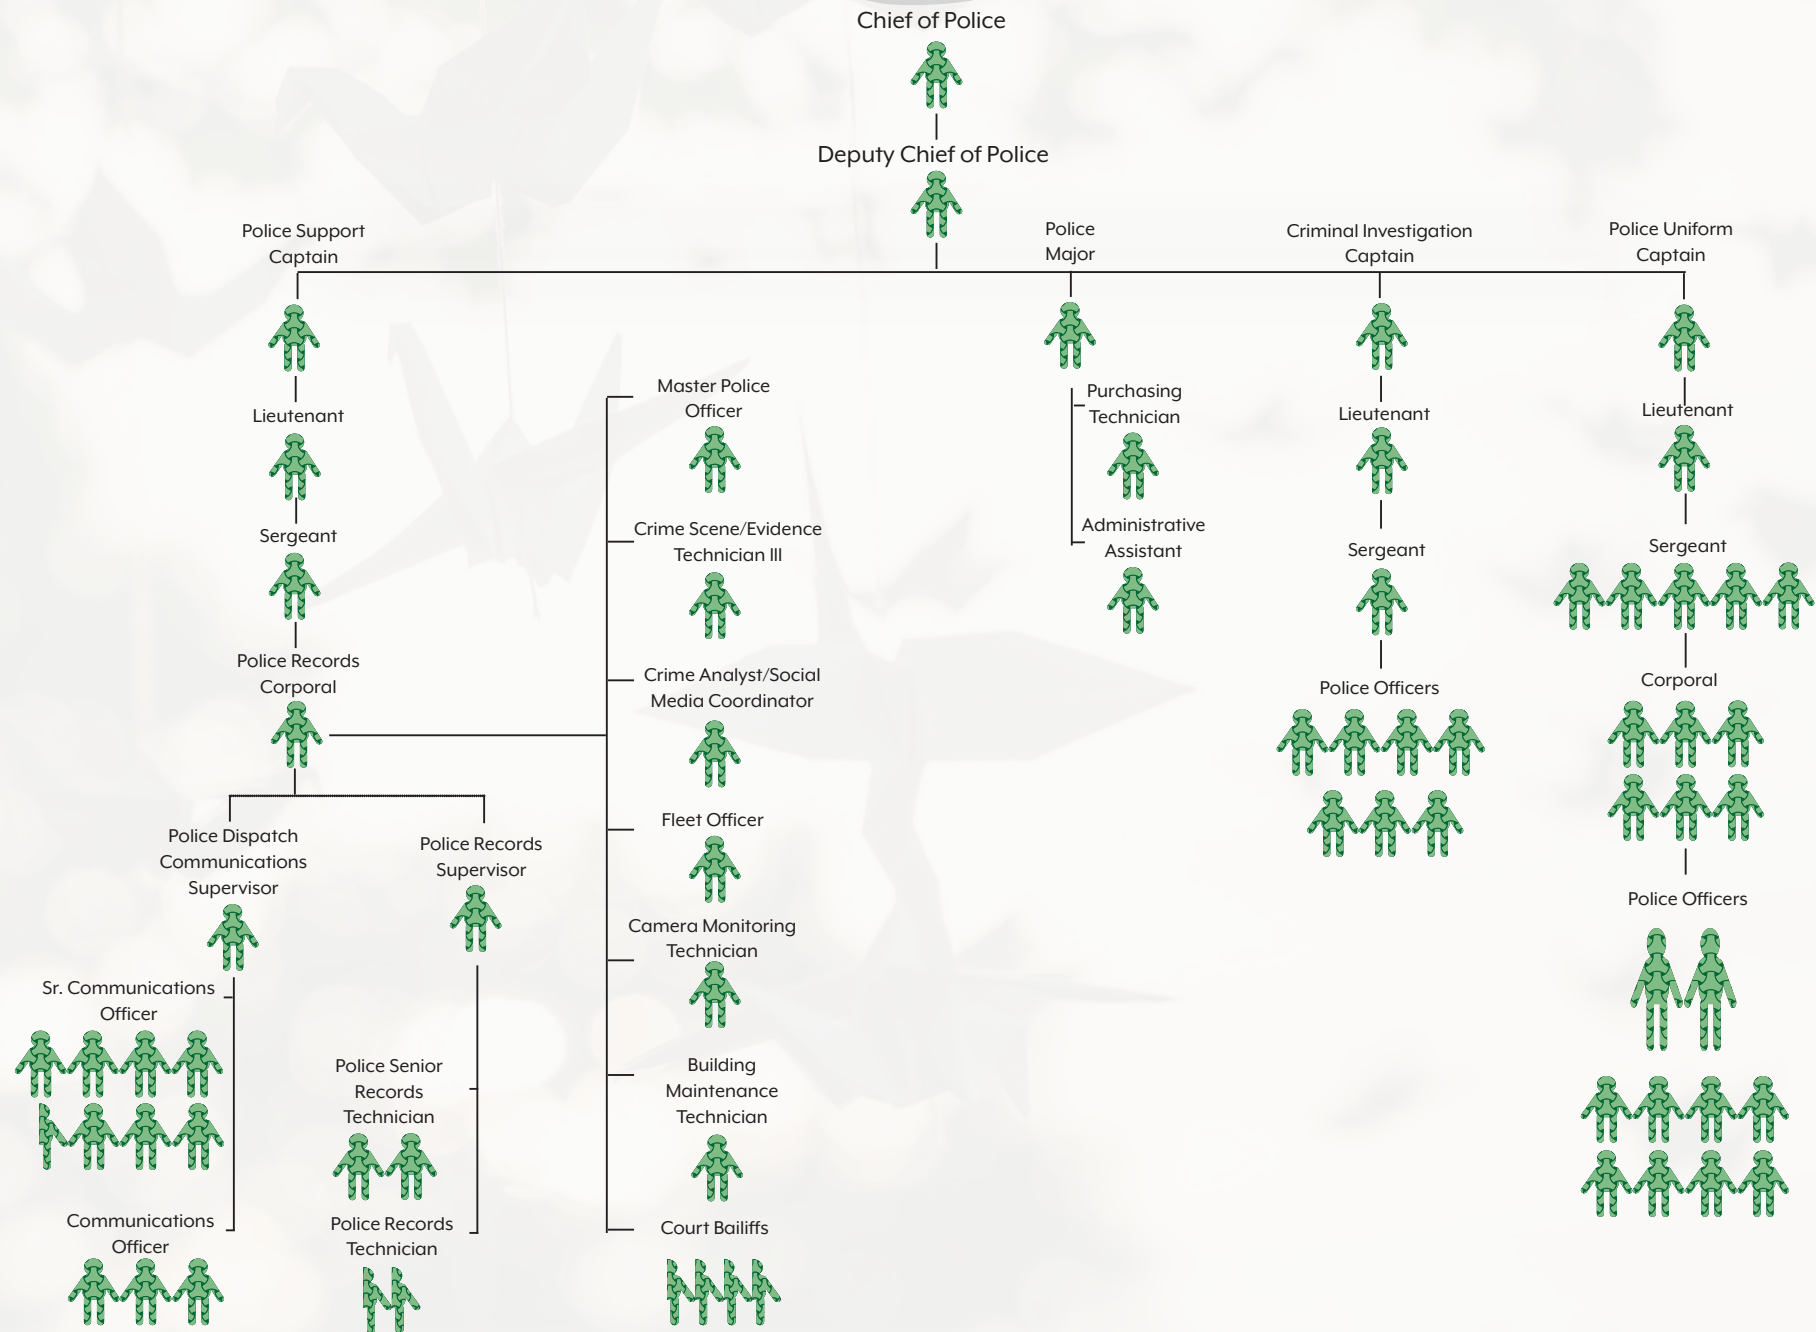 Chief of Police
Deputy Chief of Police
Police Support
Captain
Police
Major
Criminal Investigation
Captain
Police Uniform
Captain
Lieutenant
Sergeant
Police Records
Corporal
Police Dispatch
Communications
Supervisor
Police Records
Supervisor
Sr. Communications
Officer
Communications
Officer
Police Senior
Records
Technician
Police Records
Technician
Master Police
Officer
Crime Scene/Evidence
Technician III
Crime Analyst/Social
Media Coordinator
Fleet Officer
Camera Monitoring
Technician
Building
Maintenance
Technician
Court Bailiffs
Purchasing
Technician
Administrative
Assistant
Lieutenant
Sergeant
Police Officers
Lieutenant
Sergeant
Corporal
Police Officers